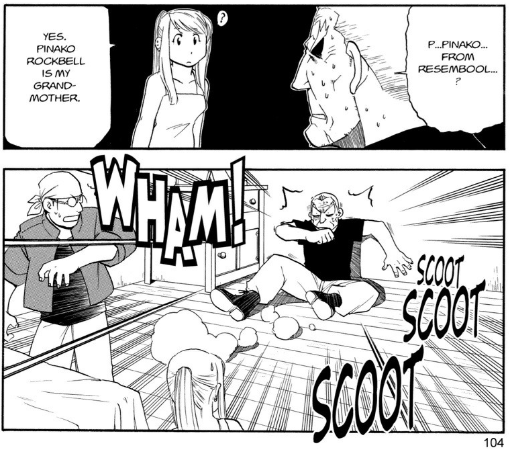 P...PINAKO...
FROM
RESEMBOOL...
?
?
YES.
PINAKO
ROCKBELL
IS MY
GRAND-
MOTHER.
WHAM!
SCOOT
SCOOT
SCOOT
104